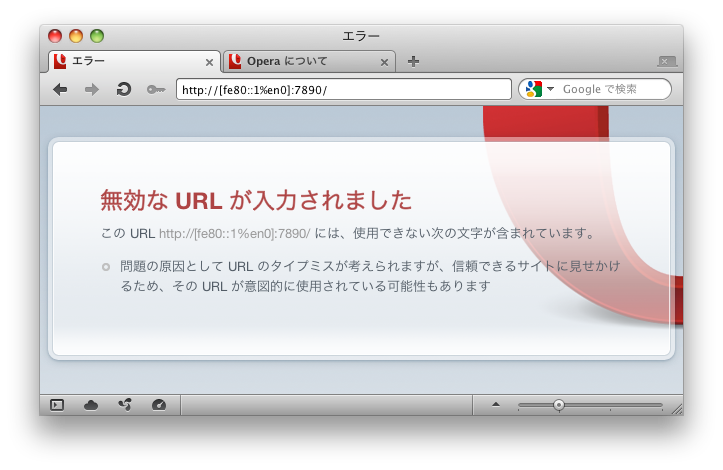 エラー
エラー
Opera について
http://[fe80::1%en0]:7890/
Google で検索
無効な URL が入力されました
この URL http://[fe80::1%en0]:7890/ には、使用できない次の文字が含まれています。
問題の原因として URL のタイプミスが考えられますが、信頼できるサイトに見せかけ
るため、その URL が意図的に使用されている可能性もあります